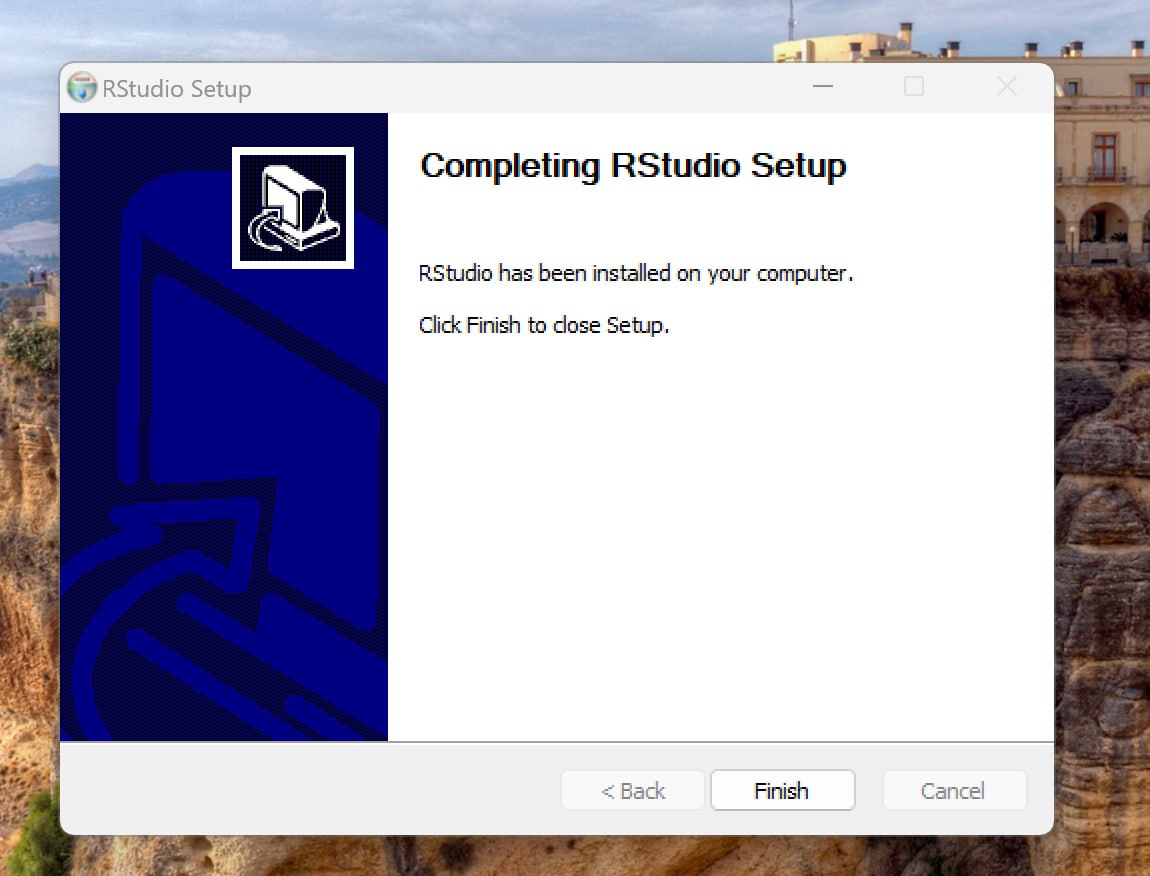 RStudio Setup
Completing RStudio Setup
RStudio has been installed on your computer.
Click Finish to close Setup.
< Back
Finish
Cancel